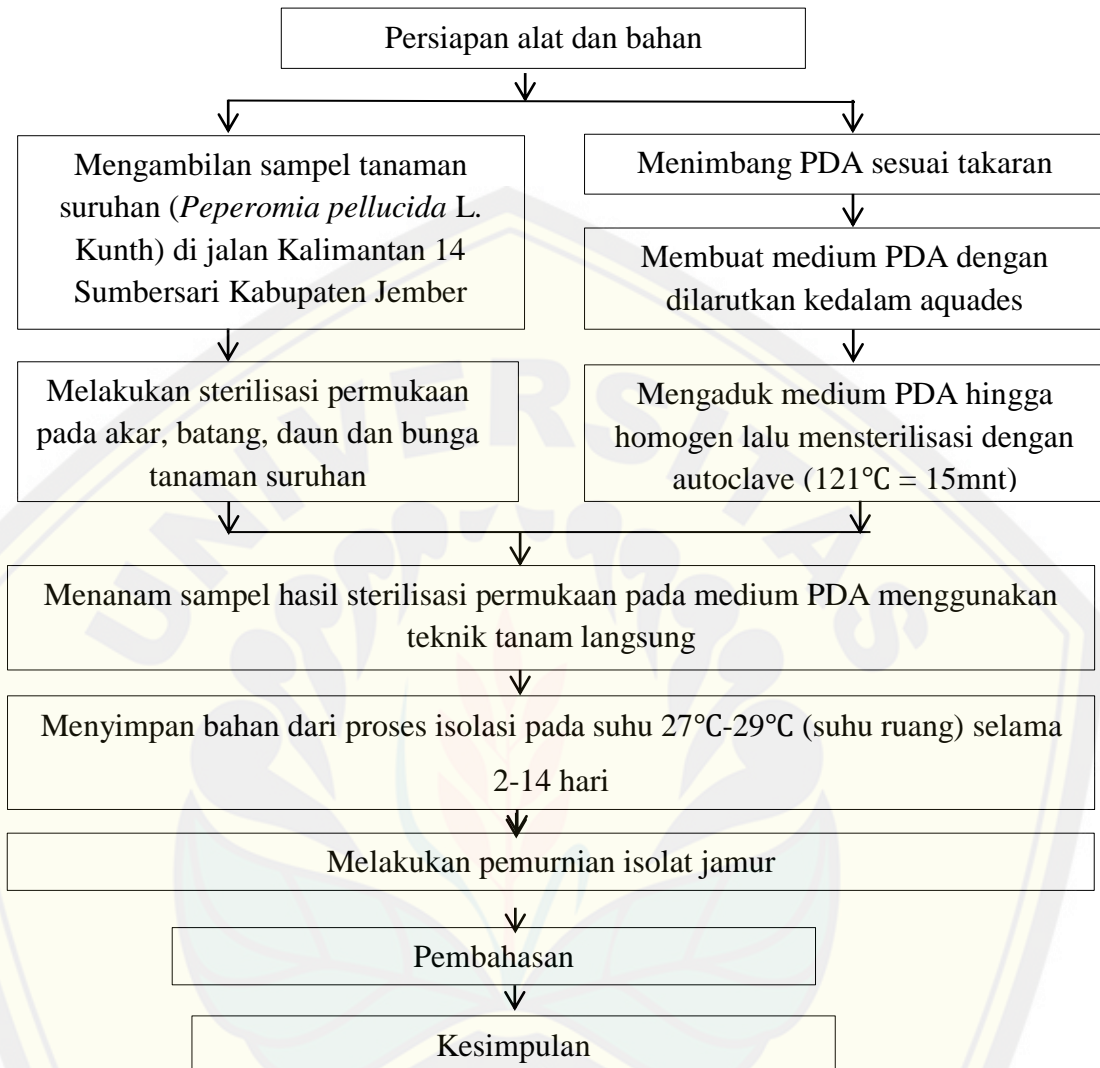 Persiapan alat dan bahan
Mengambilan sampel tanaman
suruhan (Peperomia pellucida L.
Kunth) di jalan Kalimantan 14
Sumbersari Kabupaten Jember
Melakukan sterilisasi permukaan
pada akar, batang, daun dan bunga
tanaman suruhan
Menimbang PDA sesuai takaran
Membuat medium PDA dengan
dilarutkan kedalam aquades
Mengaduk medium PDA hingga
homogen lalu mensterilisasi dengan
autoclave (121°C = 15mnt)
Menanam sampel hasil sterilisasi permukaan pada medium PDA menggunakan
teknik tanam langsung
Menyimpan bahan dari proses isolasi pada suhu 27°C-29°C (suhu ruang) selama
2-14 hari
Melakukan pemurnian isolat jamur
Pembahasan
Kesimpulan
UNIVERSITAS